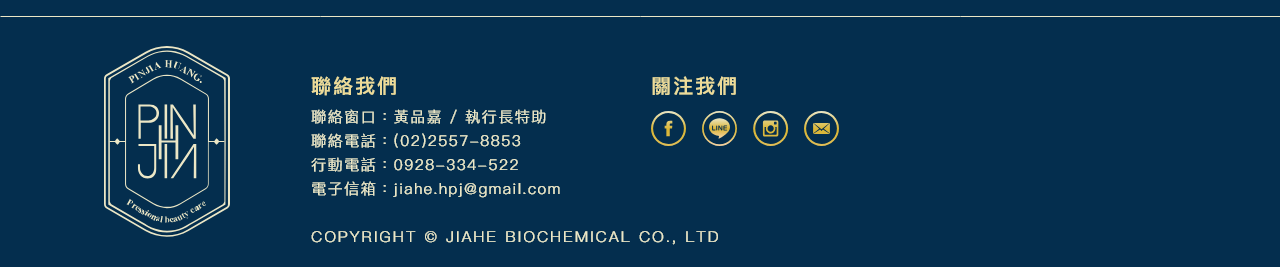 PINJIA HUANG.
PIN
H
JIA
Pressional beauty care
聯絡我們
聯絡窗口：黃品嘉 / 執行長特助
聯絡電話：(02)2557-8853
行動電話：0928-334-522
電子信箱：jiahe.hpj@gmail.com
關注我們
f
LINE
COPYRIGHT © JIAHE BIOCHEMICAL CO., LTD